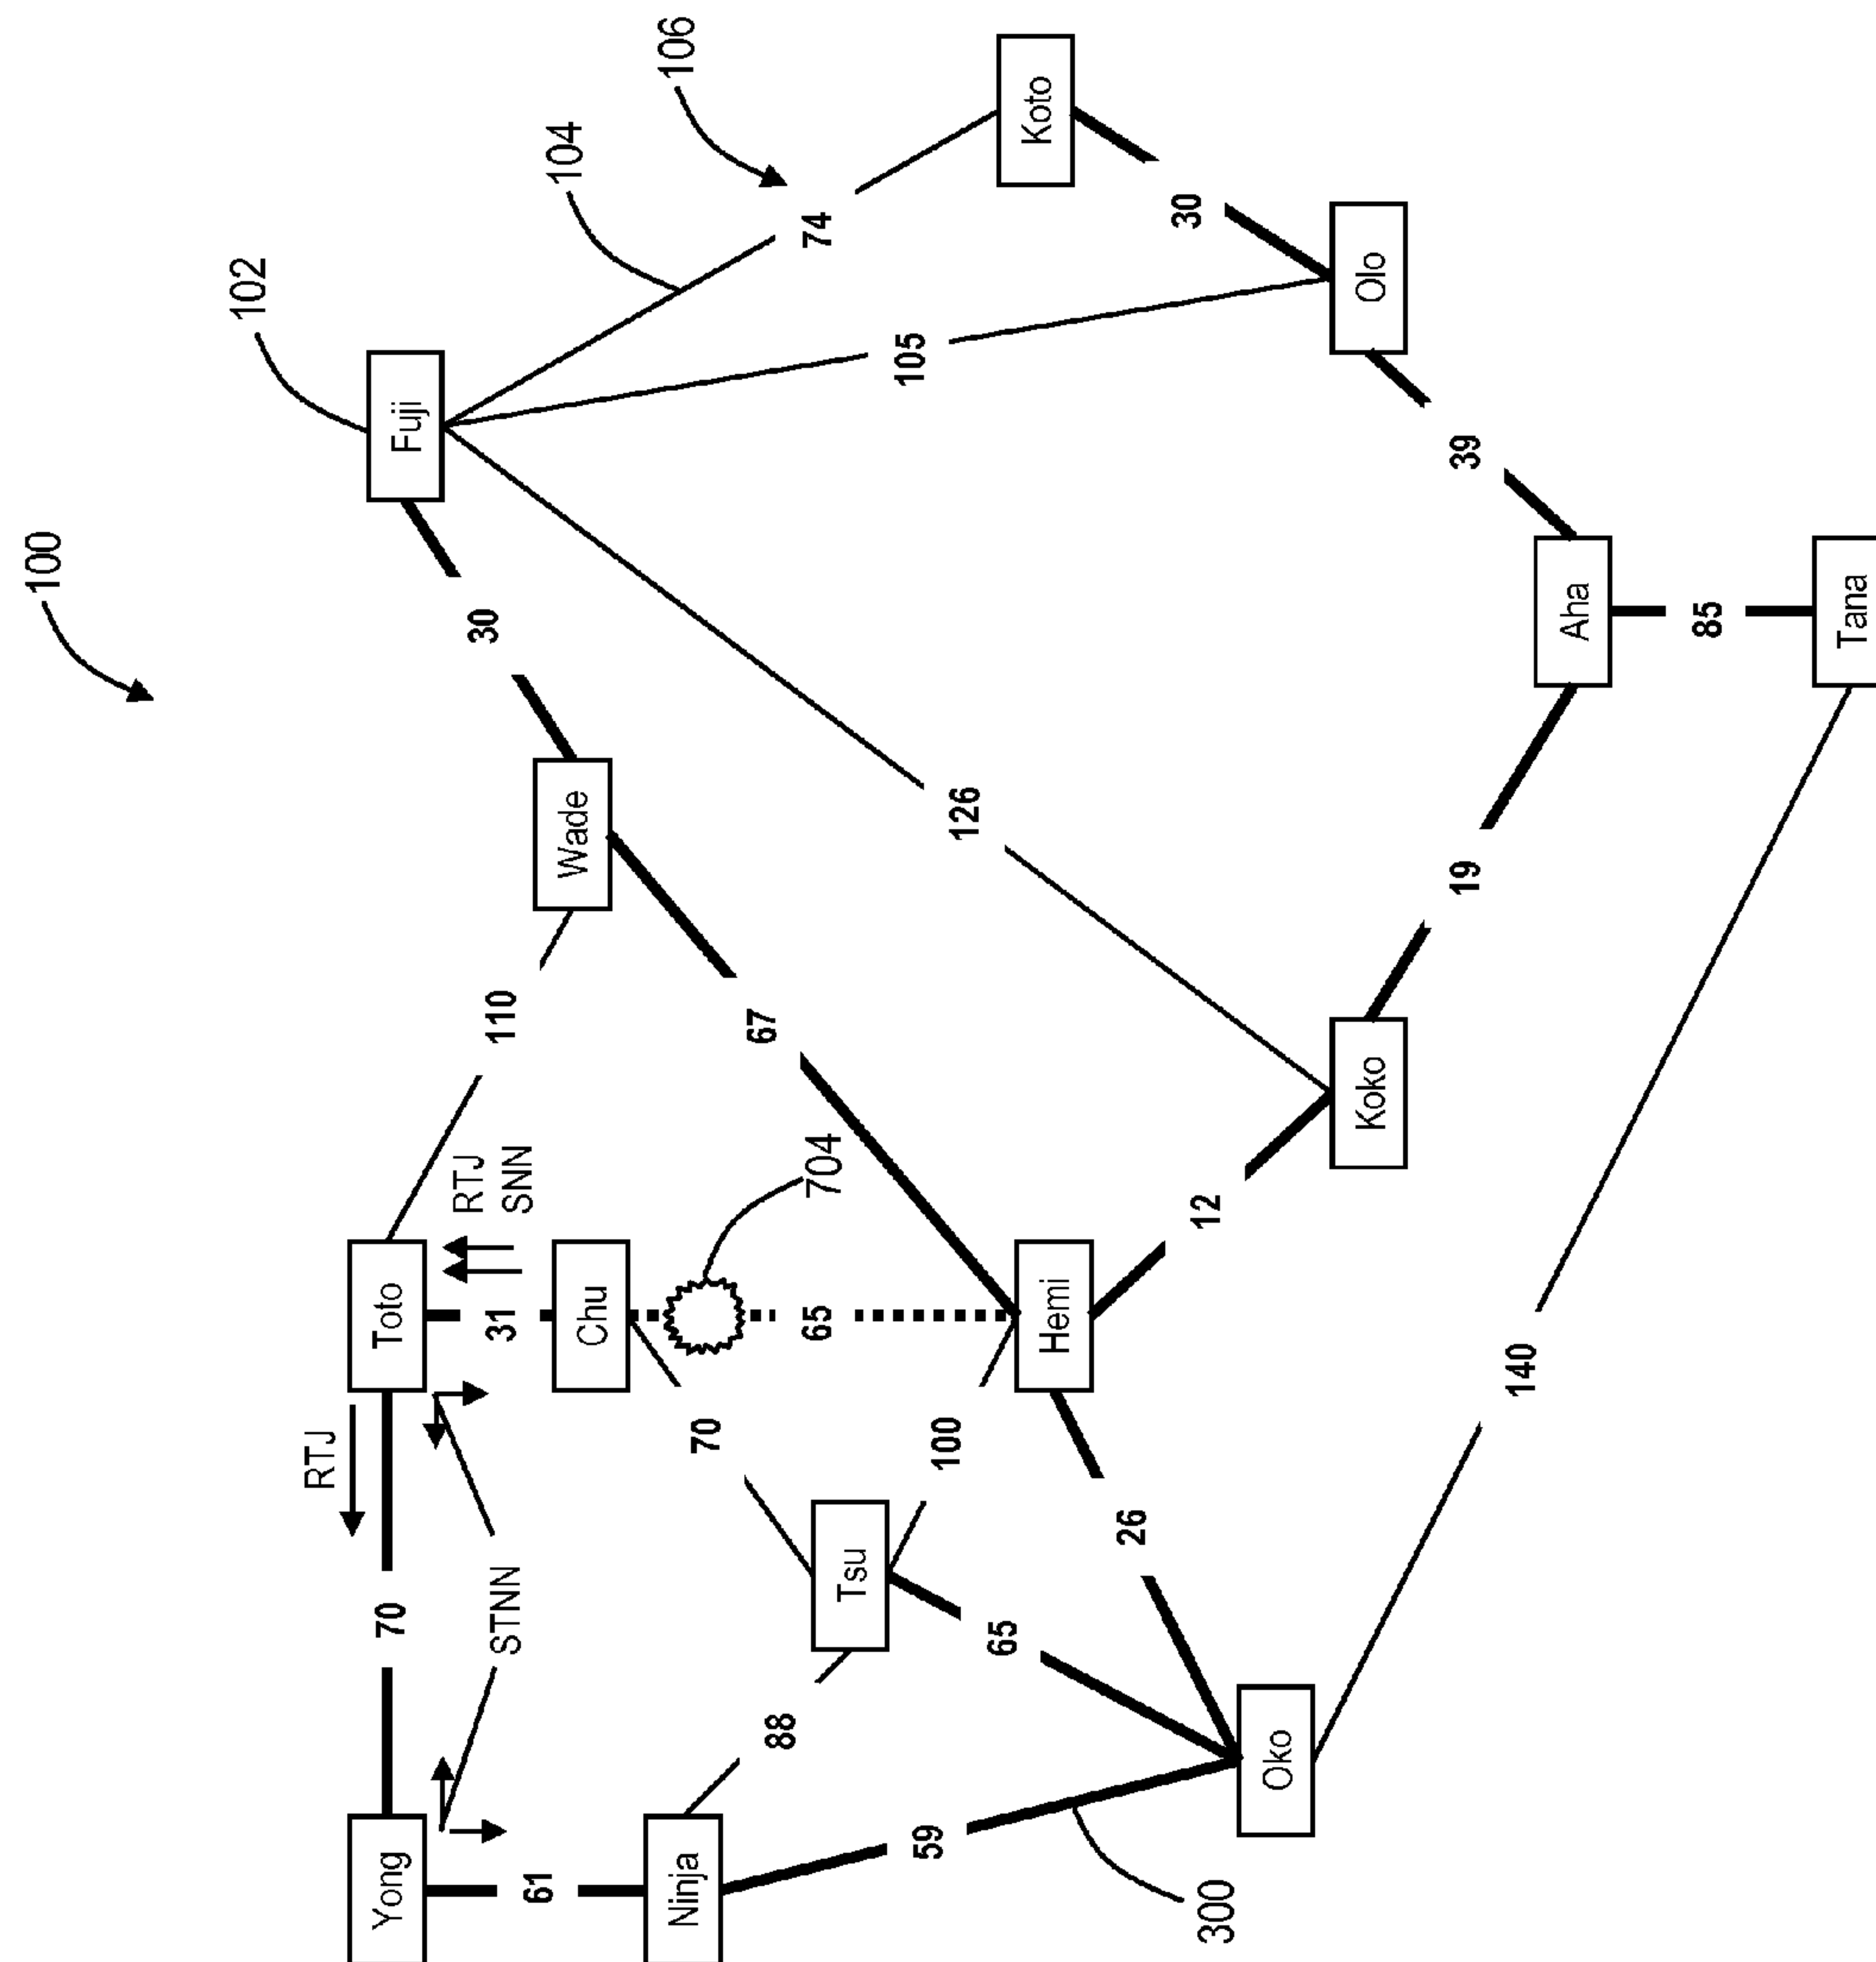 100
102
104
106
Fuji
74
Koto
30
105
Olo
30
Wade
126
39
Aha
85
Tana
110
67
19
Koko
Toto
RTJ
SNN
31
Chu
704
65
Hemi
12
RTJ
70
STNN
70
100
Tsu
26
65
140
88
Yong
61
Ninja
59
Oko
300